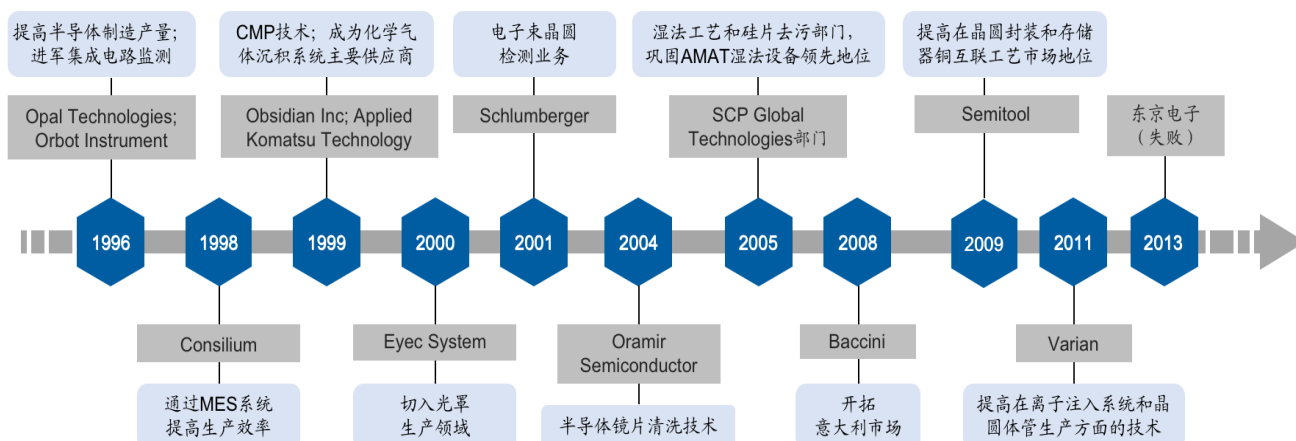 提高半导体制造产量;
进军集成电路监测
CMP技术;成为化学气
体沉积系统主要供应商
电子束晶圆
检测业务
湿法工艺和硅片去污部门,
巩固AMAT湿法设备领先地位
提高在晶圆封装和存储
器铜互联工艺市场地位
Opal Technologies;
Orbot Instrument
Obsidian Inc; Applied
Komatsu Technology
Schlumberger
SCP Global
Technologies部门
Semitool
东京电子
(失败)
1996
1998
1999
2000
2001
2004
2005
2008
2009
2011
2013
Consilium
Eyec System
Oramir
Semiconductor
Baccini
Varian
通过MES系统
提高生产效率
切入光罩
生产领域
半导体镜片清洗技术
开拓
意大利市场
提高在离子注入系统和晶
圆体管生产方面的技术